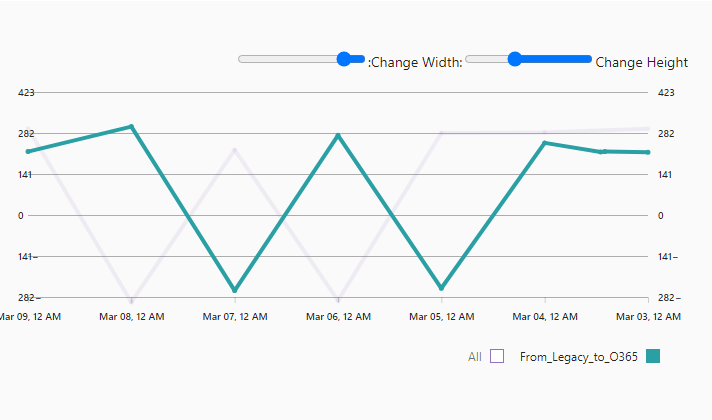 :Change Width: Change Height
423 423
282 282
141 141
0 0
141– 141–
282– 282–
Mar 09, 12 AM Mar 08, 12 AM Mar 07, 12 AM Mar 06, 12 AM Mar 05, 12 AM Mar 04, 12 AM Mar 03, 12 AM
All From_Legacy_to_O365